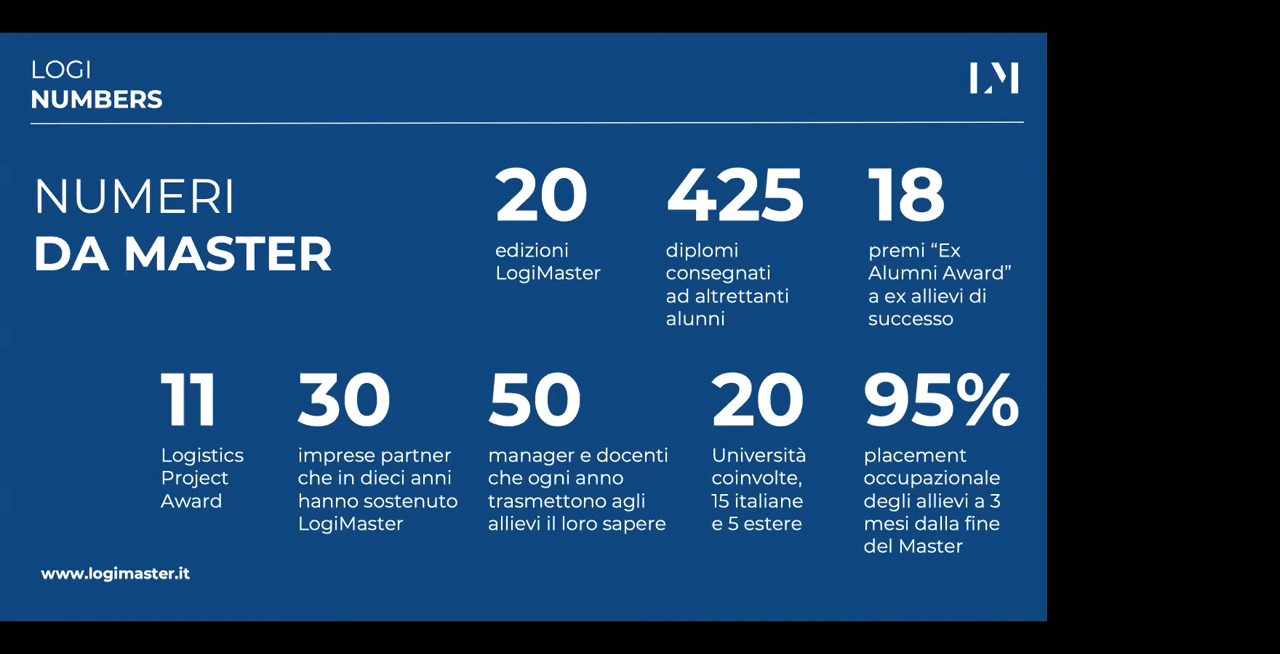 LOGI
NUMBERS
LM
NUMERI
DA MASTER
20
edizioni
LogiMaster
425
diplomi
consegnati
ad altrettanti
alunni
18
premi “Ex
Alumni Award”
a ex allievi di
successo
11
Logistics
Project
Award
30
imprese partner
che in dieci anni
hanno sostenuto
LogiMaster
50
manager e docenti
che ogni anno
trasmettono agli
allievi il loro sapere
20
Università
coinvolte,
15 italiane
e 5 estere
95%
placement
occupazionale
degli allievi a 3
mesi dalla fine
del Master
www.logimaster.it